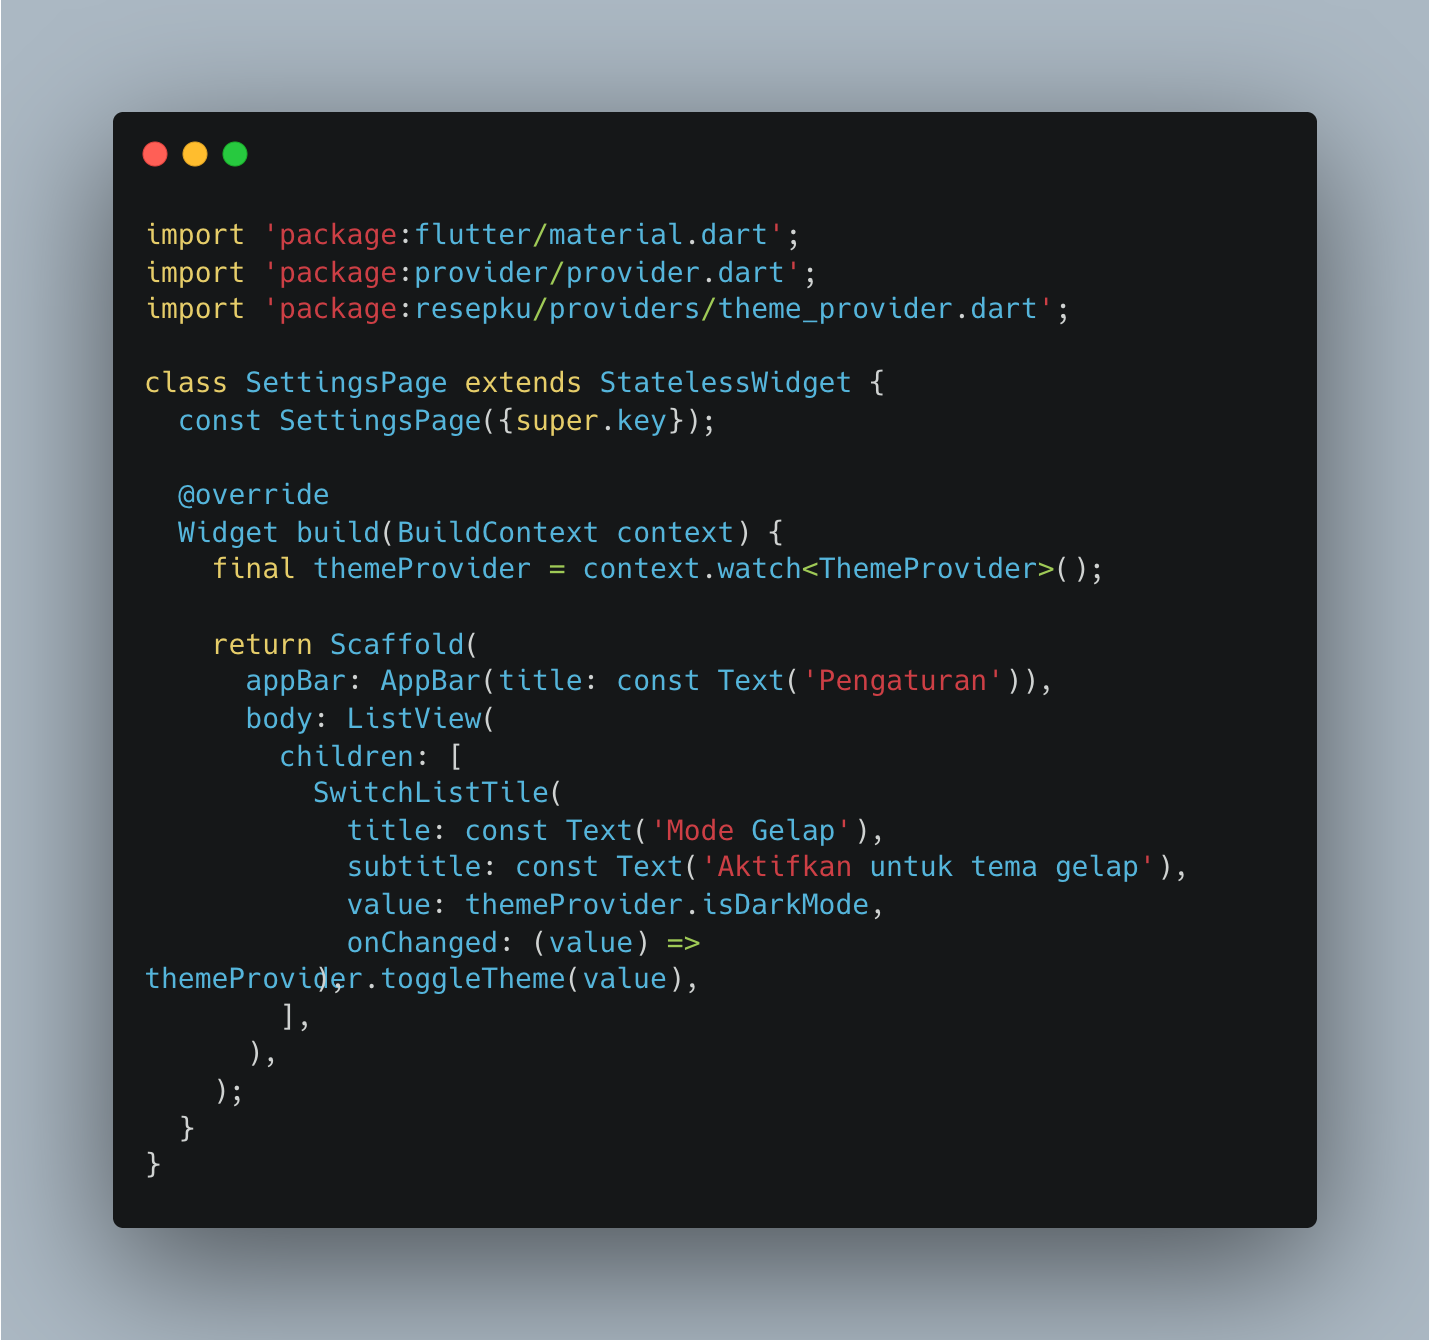 import 'package:flutter/material.dart';
import 'package:provider/provider.dart';
import 'package:resepku/providers/theme_provider.dart';

class SettingsPage extends StatelessWidget {
  const SettingsPage({super.key});

  @override
  Widget build(BuildContext context) {
    final themeProvider = context.watch<ThemeProvider>();

    return Scaffold(
      appBar: AppBar(title: const Text('Pengaturan')),
      body: ListView(
        children: [
          SwitchListTile(
            title: const Text('Mode Gelap'),
            subtitle: const Text('Aktifkan untuk tema gelap'),
            value: themeProvider.isDarkMode,
            onChanged: (value) =>
themeProvider.toggleTheme(value),
          ),
        ],
      ),
    );
  }
}